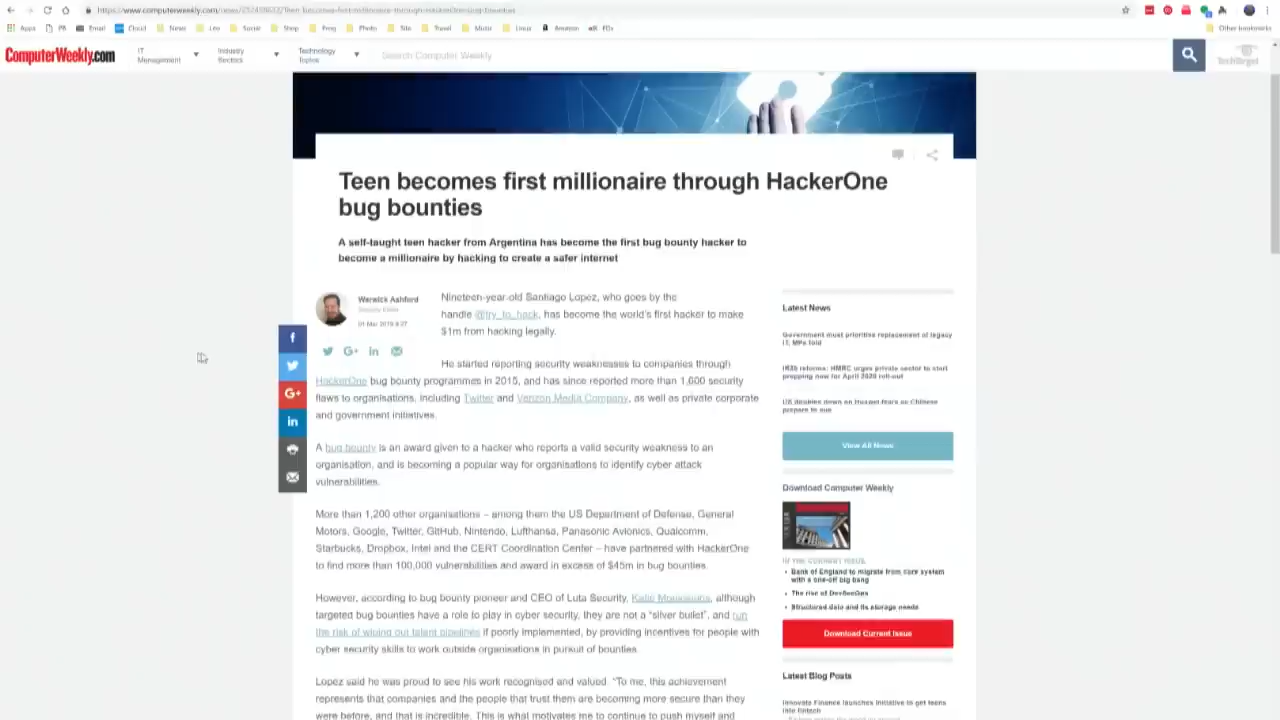 https://www.computerweekly.com/news/
Apps
PA
Email
Cloud
News
Leo
Social
Shop
Prog
Photo
Site
Travel
Music
Linux
Amazon
Other bookmarks
ComputerWeekly.com
IT Management
Industry Sectors
Technology Topics
Search Computer Weekly
TechTarget
Teen becomes first millionaire through HackerOne
bug bounties
A self-taught teen hacker from Argentina has become the first bug bounty hacker to
become a millionaire by hacking to create a safer internet
Warwick Ashford
Security Editor
01 Mar 2019 9:27
Nineteen-year-old Santiago Lopez, who goes by the
handle @try_to_hack, has become the world's first hacker to make
$1m from hacking legally.
He started reporting security weaknesses to companies through
HackerOne bug bounty programmes in 2015, and has since reported more than 1,600 security
flaws to organisations, including Twitter and Verizon Media Company, as well as private corporate
and government initiatives.
A bug bounty is an award given to a hacker who reports a valid security weakness to an
organisation, and is becoming a popular way for organisations to identify cyber attack
vulnerabilities.
More than 1,200 other organisations – among them the US Department of Defense, General
Motors, Google, Twitter, GitHub, Nintendo, Lufthansa, Panasonic Avionics, Qualcomm,
Starbucks, Dropbox, Intel and the CERT Coordination Center – have partnered with HackerOne
to find more than 100,000 vulnerabilities and award in excess of $45m in bug bounties.
However, according to bug bounty pioneer and CEO of Luta Security, Katie Moussouris, although
targeted bug bounties have a role to play in cyber security, they are not a "silver bullet", and run
the risk of wiping out talent pipelines if poorly implemented, by providing incentives for people with
cyber security skills to work outside organisations in pursuit of bounties.
Lopez said he was proud to see his work recognised and valued. "To me, this achievement
represents that companies and the people that trust them are becoming more secure than they
were before, and that is incredible. This is what motivates me to continue to push myself and
Latest News
Government must prioritise replacement of legacy
IT, MPs told
IR35 reforms: HMRC urges private sector to start
prepping now for April 2020 roll-out
US doubles down on Huawei fears as Chinese
prepare to sue
View All News
Download Computer Weekly
IN THE CURRENT ISSUE:
Bank of England to migrate from core system
with a one-off big bang
The rise of DevSecOps
Structured data and its storage needs
Download Current Issue
Latest Blog Posts
Innovate Finance launches initiative to get teens
into fintech